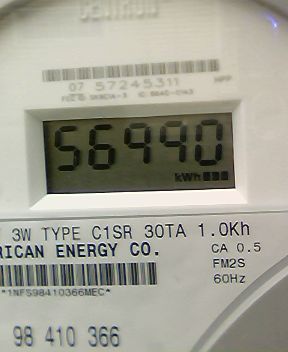 CENTRON
07 57245311
56990
kWh
3W TYPE C1SR 30TA 1.0Kh
RICAN ENERGY CO.
CA 0.5
FM2S
60Hz
*1NFS98410366MEC*
98 410 366